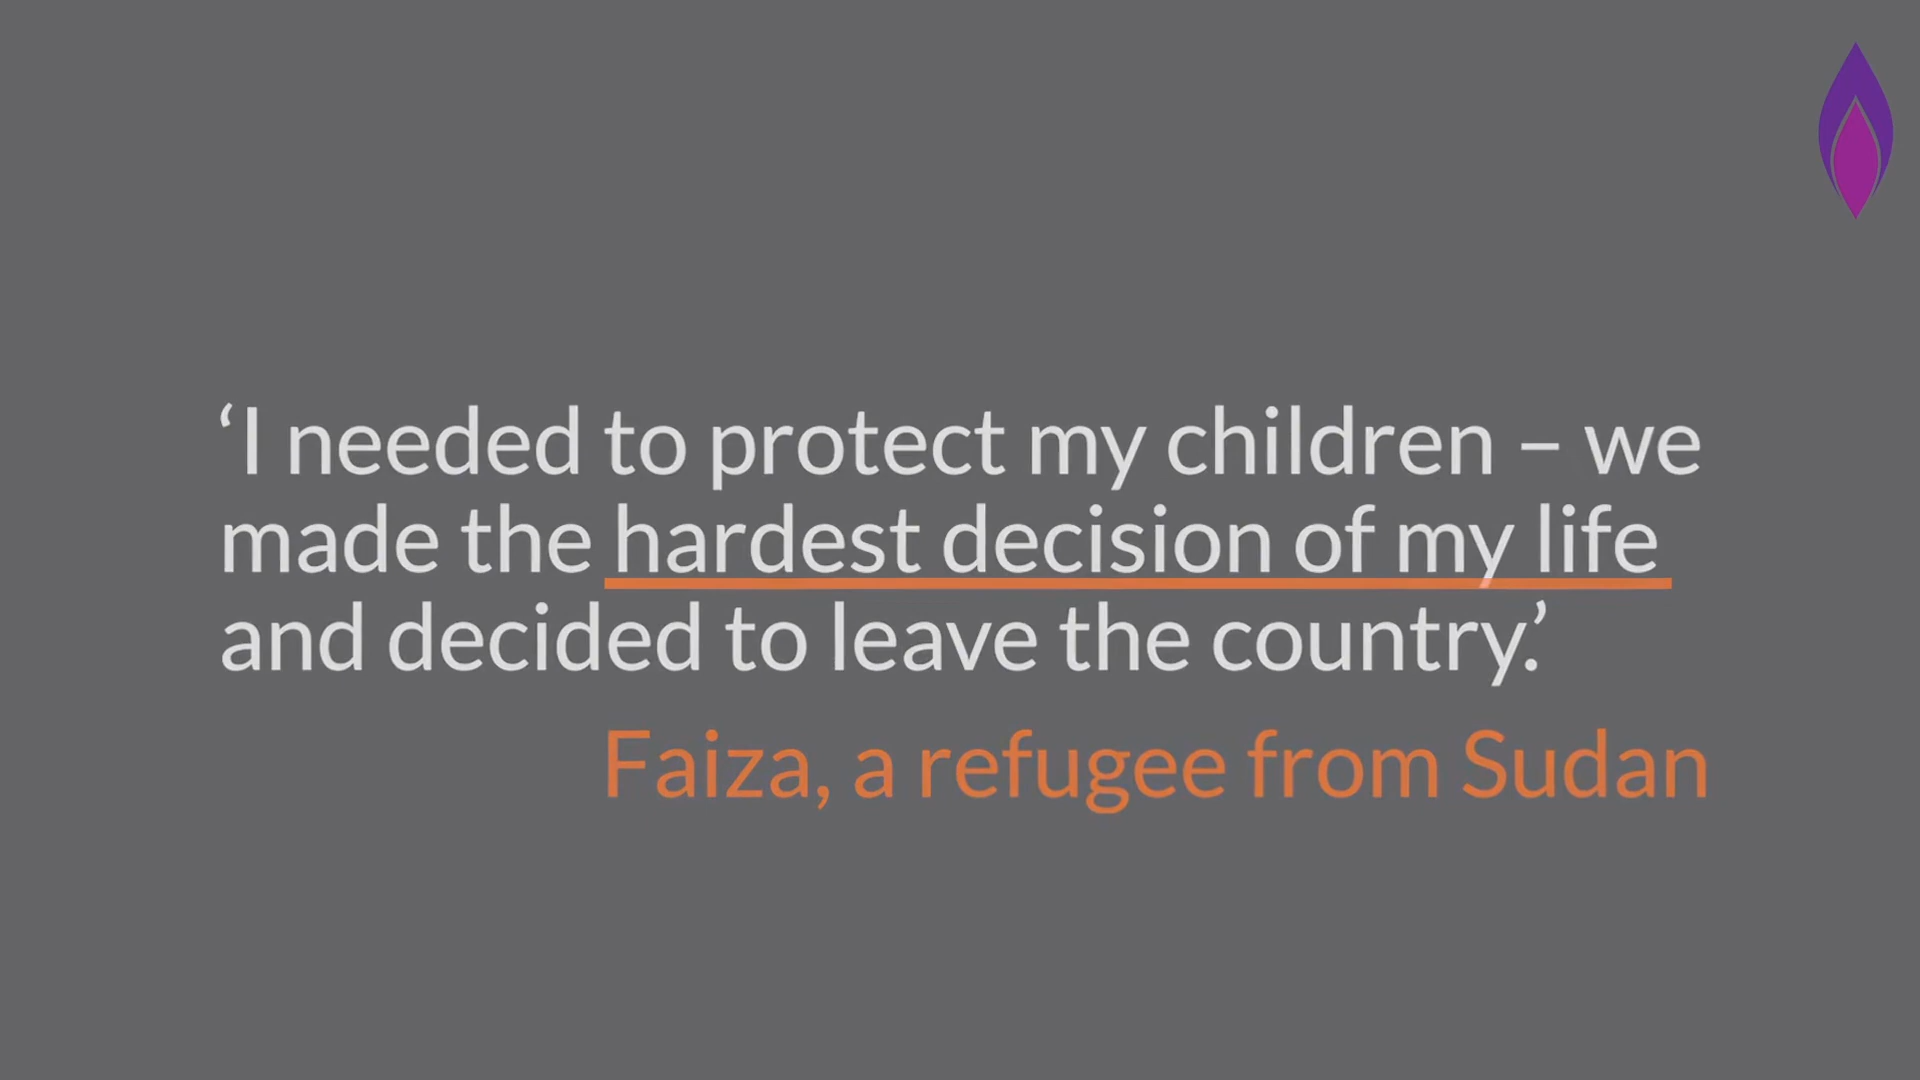 ‘I needed to protect my children – we
made the hardest decision of my life
and decided to leave the country.’
Faiza, a refugee from Sudan